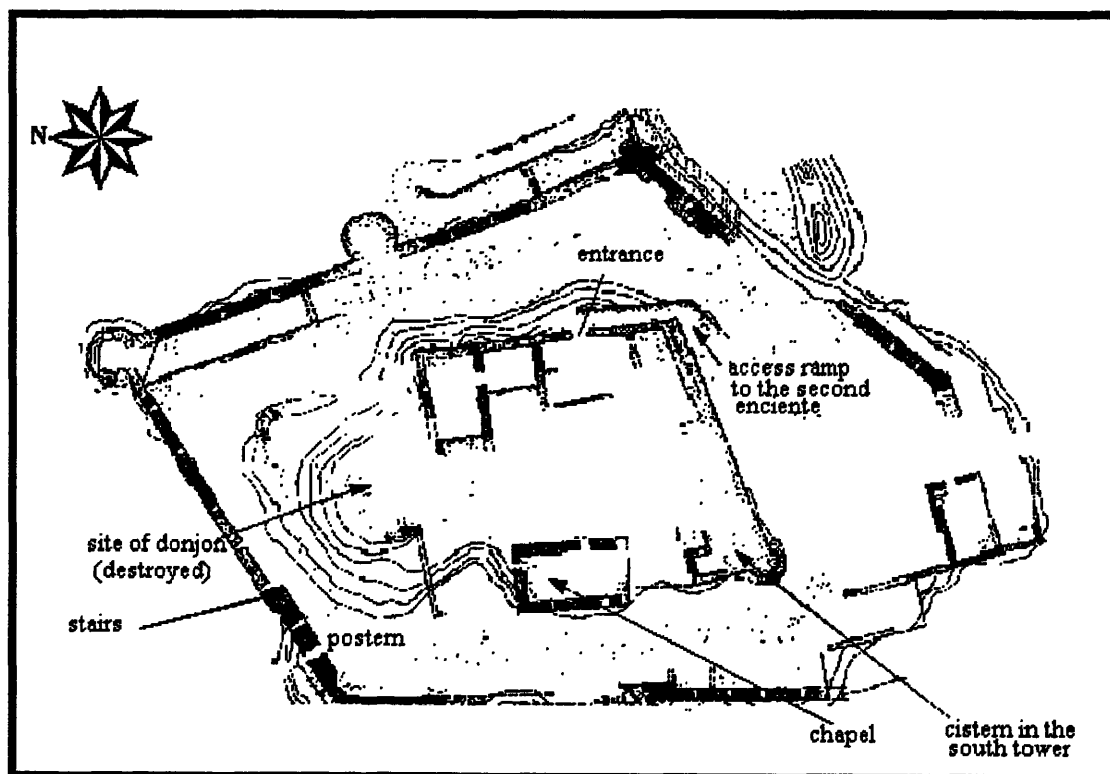 N
entrance
access ramp
to the second
enciente
site of donjon
(destroyed)
stairs
postern
chapel
cistern in the
south tower